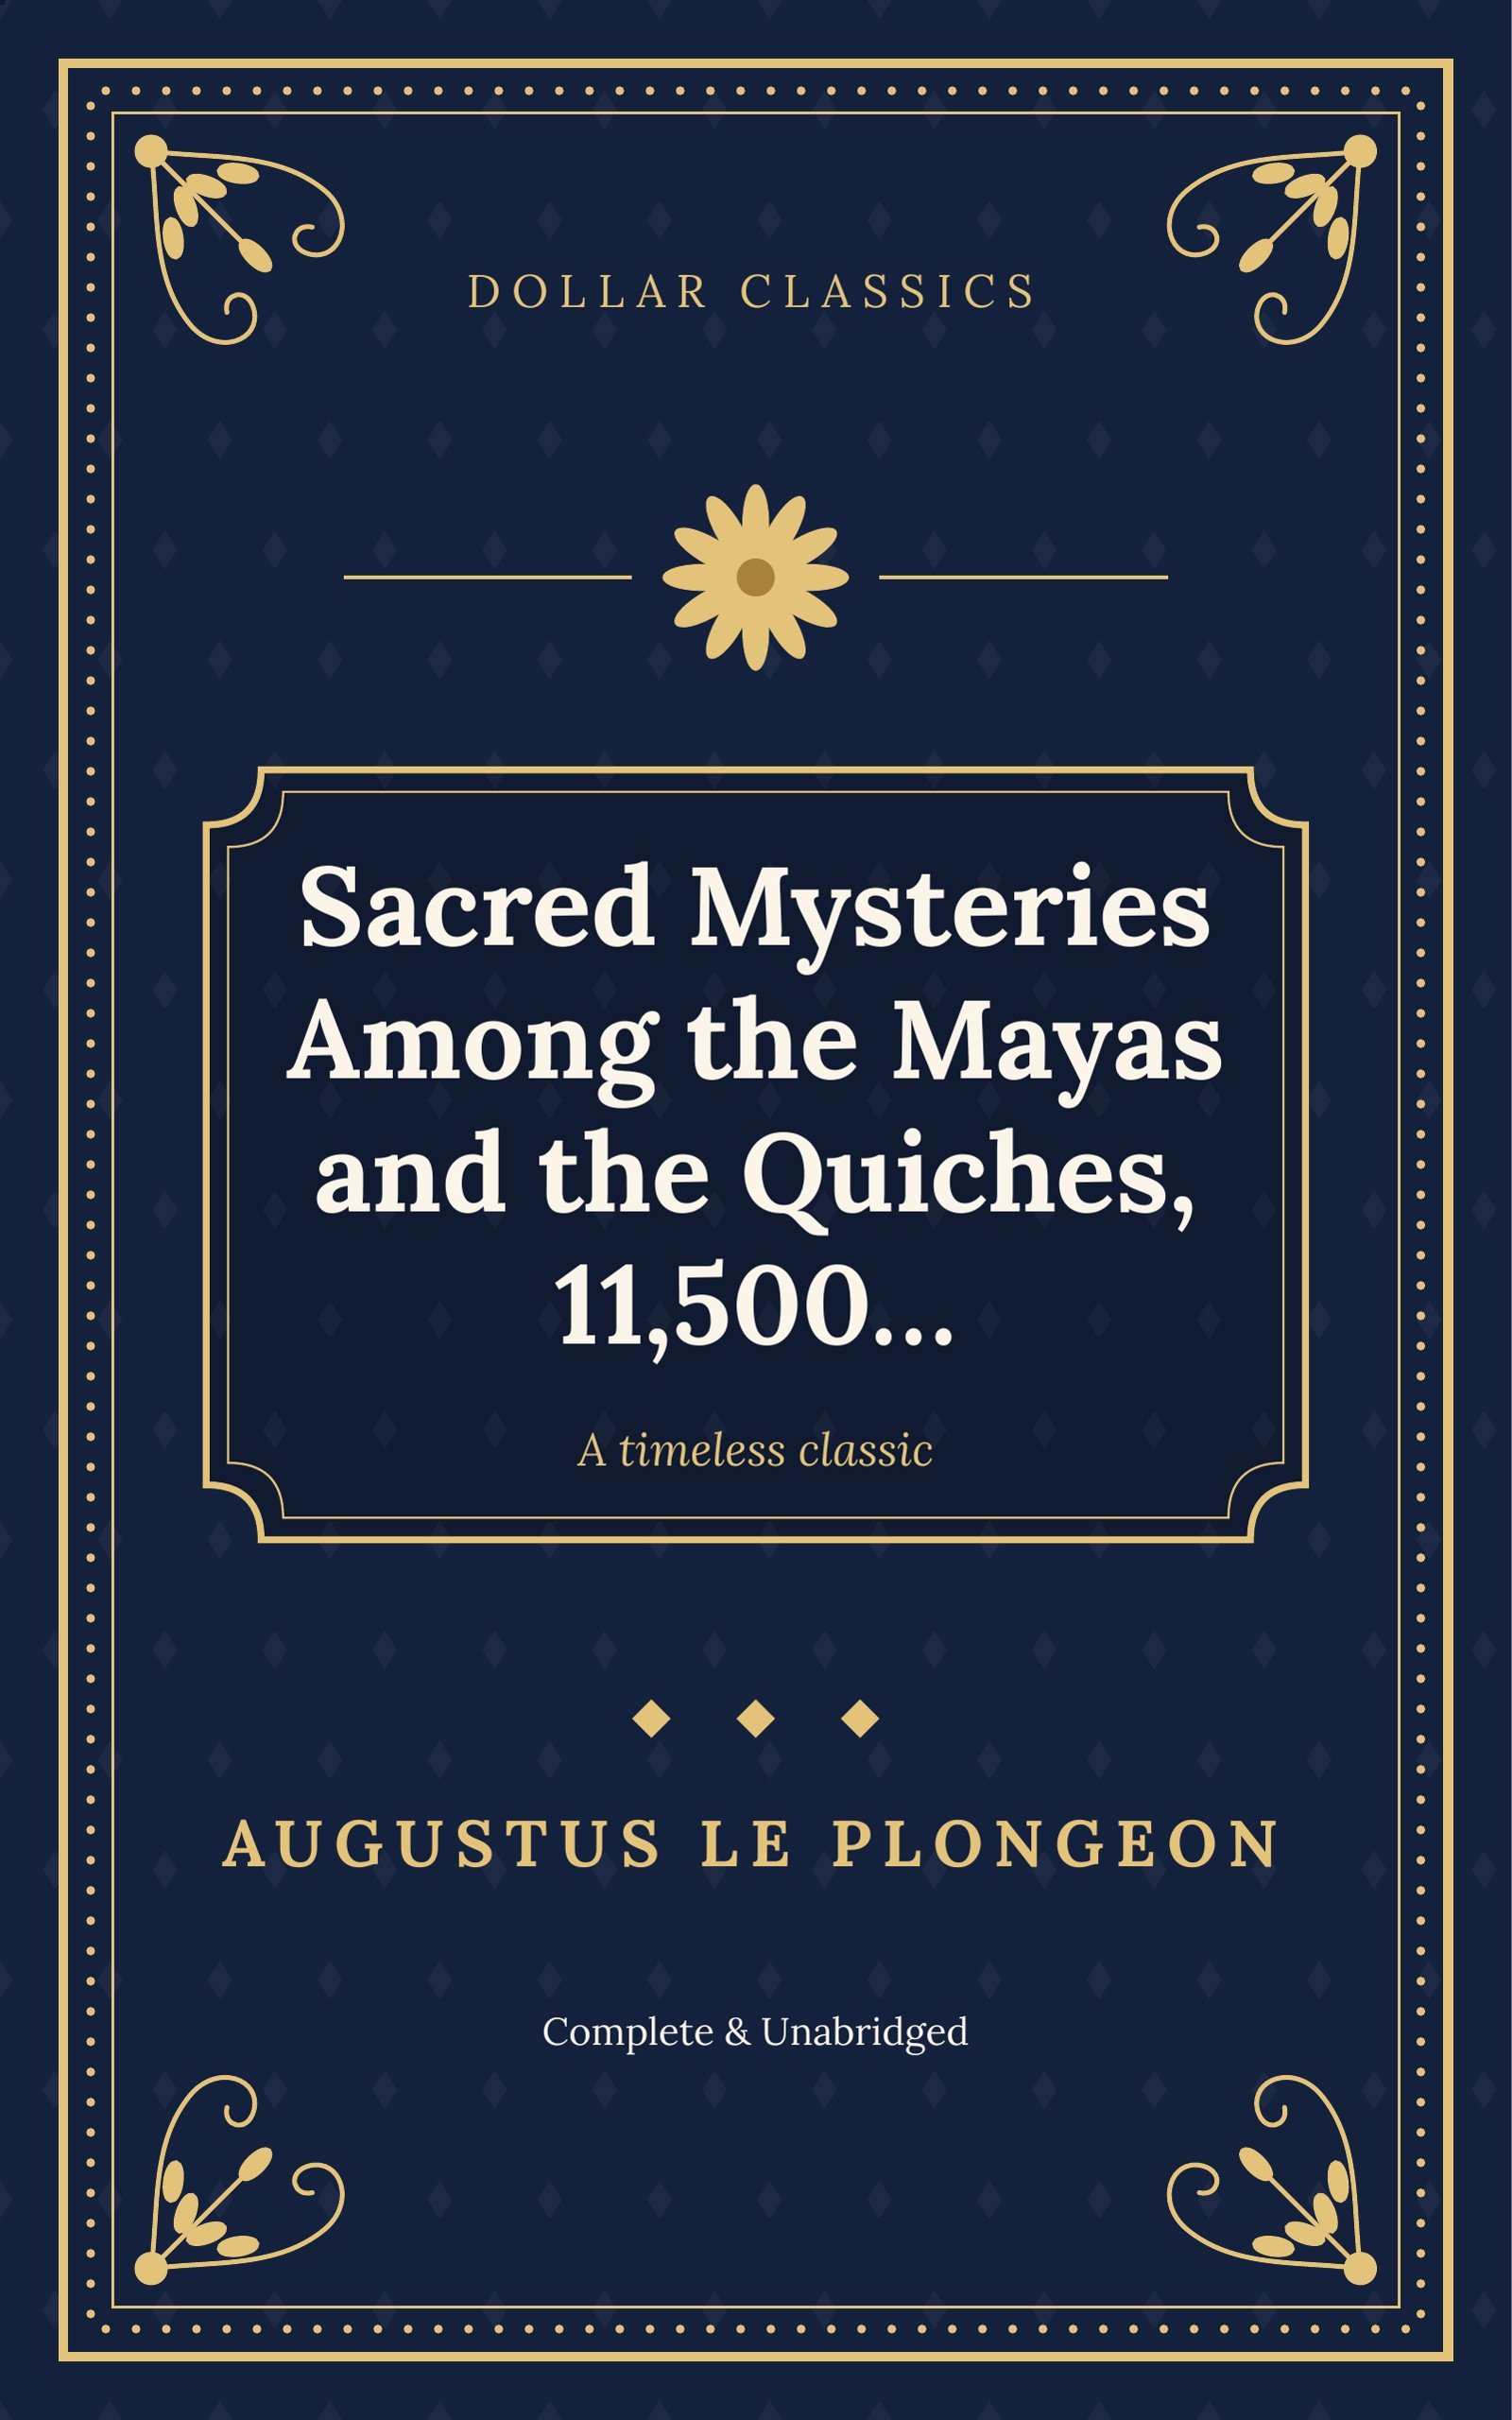 DOLLAR CLASSICS
Sacred Mysteries
Among the Mayas
and the Quiches,
11,500...
A timeless classic
AUGUSTUS LE PLONGEON
Complete & Unabridged